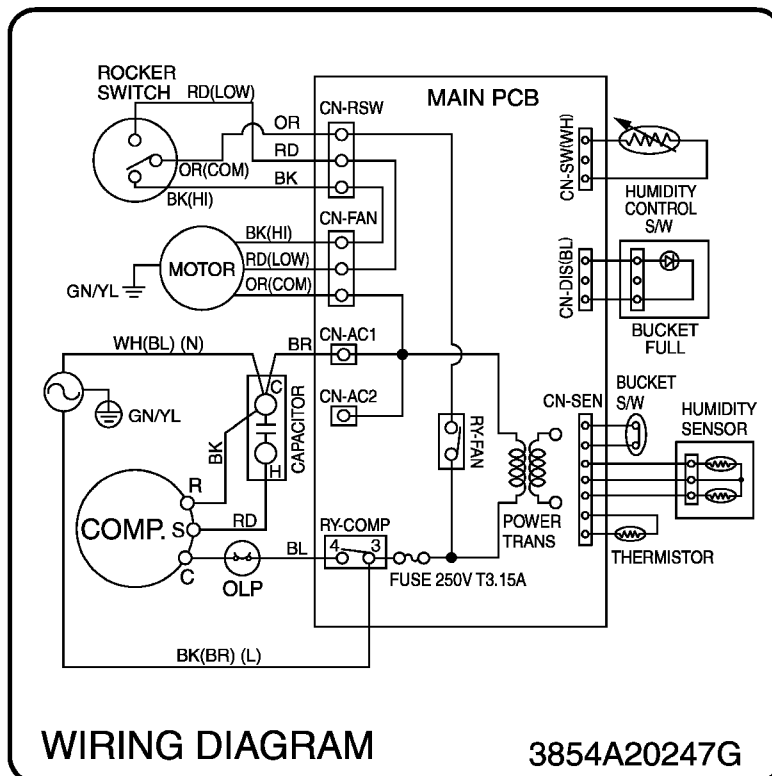 ROCKER
SWITCH
RD(LOW)
OR
CN-RSW
MAIN PCB
RD
OR(COM)
BK
BK(HI)
CN-SW(WH)
HUMIDITY
CONTROL
S/W
CN-FAN
BK(HI)
MOTOR
RD(LOW)
OR(COM)
GN/YL
CN-DIS(BL)
BUCKET
FULL
WH(BL) (N)
BR
CN-AC1
CN-AC2
GN/YL
C
H
CAPACITOR
BK
RY-FAN
CN-SEN
BUCKET
S/W
HUMIDITY
SENSOR
COMP.
R
S
C
RD
RY-COMP
4
3
BL
OLP
FUSE 250V T3.15A
POWER
TRANS
THERMISTOR
BK(BR) (L)
WIRING DIAGRAM
3854A20247G